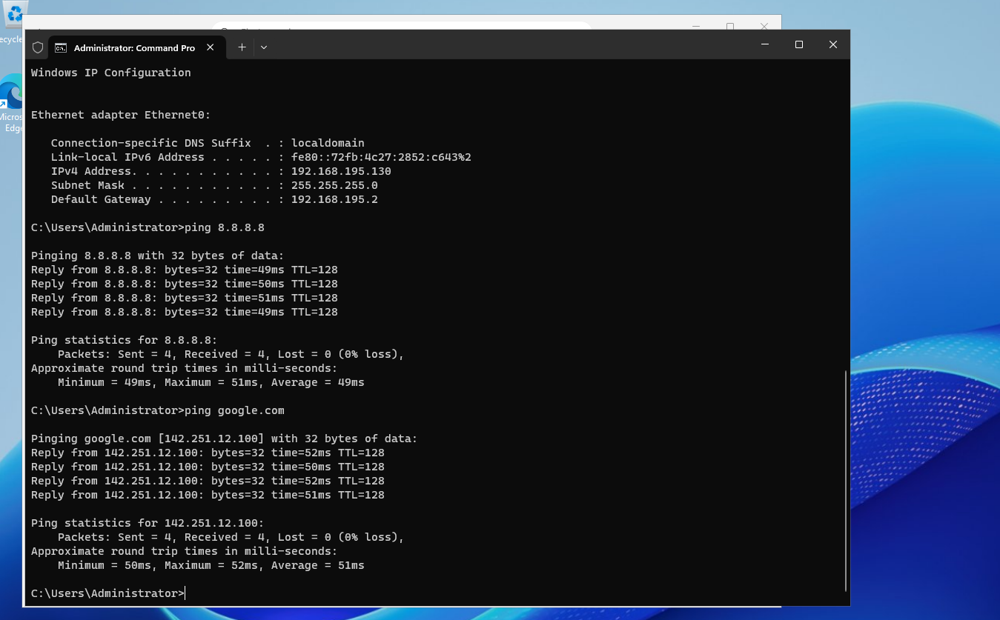 Administrator: Command Pro
Windows IP Configuration
Ethernet adapter Ethernet0:
Connection-specific DNS Suffix . : localdomain
Link-local IPv6 Address . . . . . : fe80::72fb:4c27:2852:c643%2
IPv4 Address. . . . . . . . . . . : 192.168.195.130
Subnet Mask . . . . . . . . . . . : 255.255.255.0
Default Gateway . . . . . . . . . : 192.168.195.2
C:\Users\Administrator>ping 8.8.8.8
Pinging 8.8.8.8 with 32 bytes of data:
Reply from 8.8.8.8: bytes=32 time=49ms TTL=128
Reply from 8.8.8.8: bytes=32 time=50ms TTL=128
Reply from 8.8.8.8: bytes=32 time=51ms TTL=128
Reply from 8.8.8.8: bytes=32 time=49ms TTL=128
Ping statistics for 8.8.8.8:
Packets: Sent = 4, Received = 4, Lost = 0 (0% loss),
Approximate round trip times in milli-seconds:
Minimum = 49ms, Maximum = 51ms, Average = 49ms
C:\Users\Administrator>ping google.com
Pinging google.com [142.251.12.100] with 32 bytes of data:
Reply from 142.251.12.100: bytes=32 time=52ms TTL=128
Reply from 142.251.12.100: bytes=32 time=50ms TTL=128
Reply from 142.251.12.100: bytes=32 time=52ms TTL=128
Reply from 142.251.12.100: bytes=32 time=51ms TTL=128
Ping statistics for 142.251.12.100:
Packets: Sent = 4, Received = 4, Lost = 0 (0% loss),
Approximate round trip times in milli-seconds:
Minimum = 50ms, Maximum = 52ms, Average = 51ms
C:\Users\Administrator>
ecycle
Micros
Edge